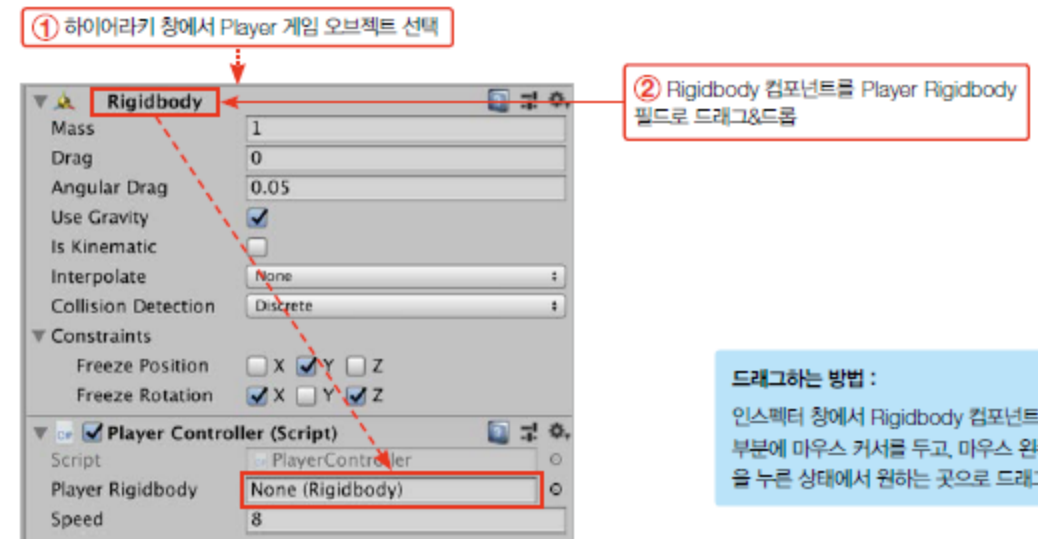 ① 하이어라키 창에서 Player 게임 오브젝트 선택
② Rigidbody 컴포넌트를 Player Rigidbody
필드로 드래그&드롭
Rigidbody
Mass 1
Drag 0
Angular Drag 0.05
Use Gravity
Is Kinematic
Interpolate None
Collision Detection Discrete
Constraints
Freeze Position X Y Z
Freeze Rotation X Y Z
Player Controller (Script)
Script PlayerController
Player Rigidbody None (Rigidbody)
Speed 8
드래그하는 방법 :
인스펙터 창에서 Rigidbody 컴포넌트
부분에 마우스 커서를 두고, 마우스 왼
을 누른 상태에서 원하는 곳으로 드래